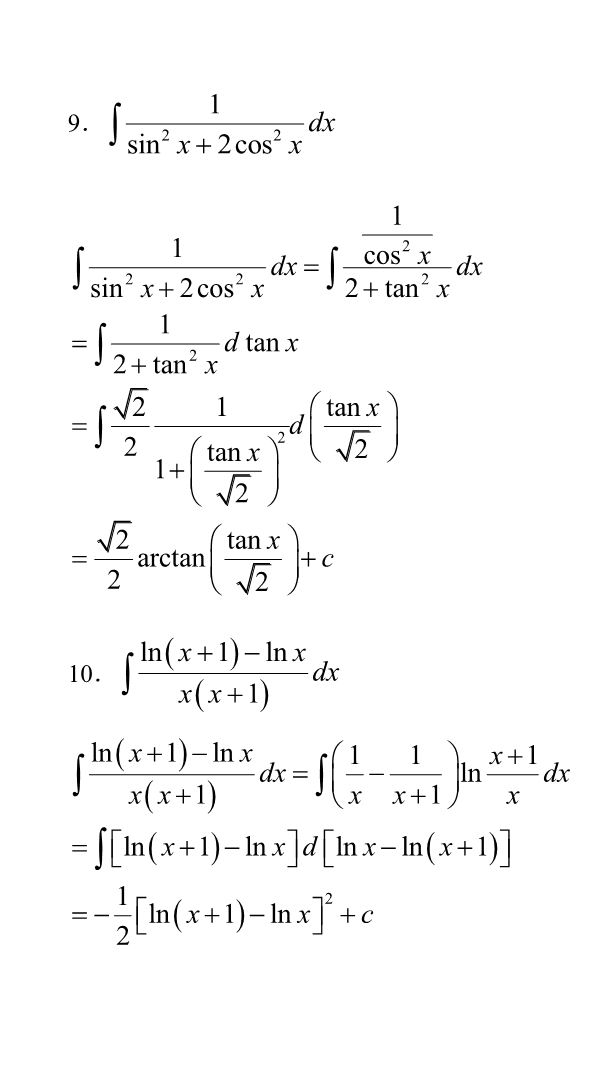 9. ∫ 1/(sin² x + 2cos² x) dx
∫ 1/(sin² x + 2cos² x) dx = ∫ (1/cos² x)/(2 + tan² x) dx
= ∫ 1/(2 + tan² x) d tan x
= ∫ √2/2 1/(1 + (tan x/√2)²) d(tan x/√2)
= √2/2 arctan(tan x/√2) + c
10. ∫ (ln(x+1) − ln x)/(x(x+1)) dx
∫ (ln(x+1) − ln x)/(x(x+1)) dx = ∫ (1/x − 1/(x+1)) ln (x+1)/x dx
= ∫[ln(x+1) − ln x]d[ln x − ln(x+1)]
= −1/2 [ln(x+1) − ln x]² + c